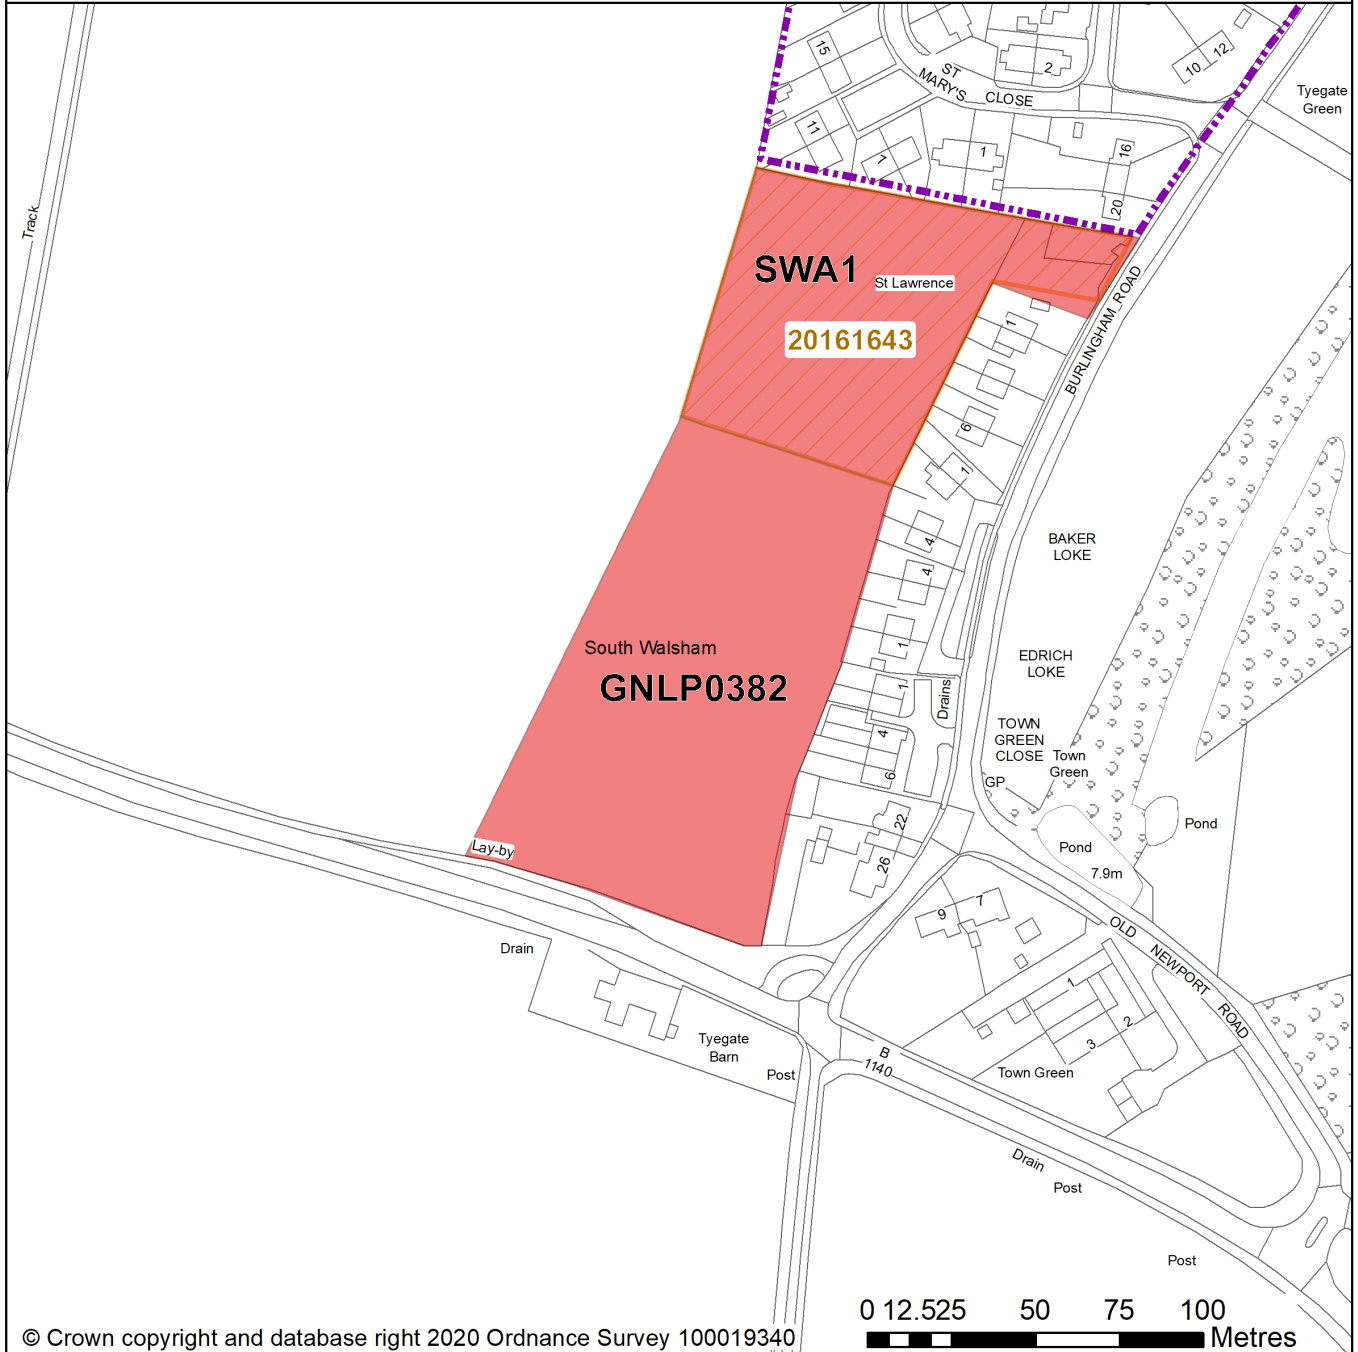 15
2
10
12
ST
MARY'S
CLOSE
Tyegate
Green
11
7
1
16
20
Track
SWA1
St Lawrence
20161643
BURLINGHAM ROAD
1
6
1
4
4
BAKER
LOKE
South Walsham
GNLP0382
1
1
EDRICH
LOKE
Drains
TOWN
GREEN
CLOSE
Town
Green
GP
4
6
22
26
Pond
Pond
7.9m
Lay-by
9
7
Drain
OLD NEWPORT ROAD
1
2
3
Tyegate
Barn
Post
B
1140
Town Green
Drain
Post
Post
0 12.525 50 75 100
Metres
© Crown copyright and database right 2020 Ordnance Survey 100019340